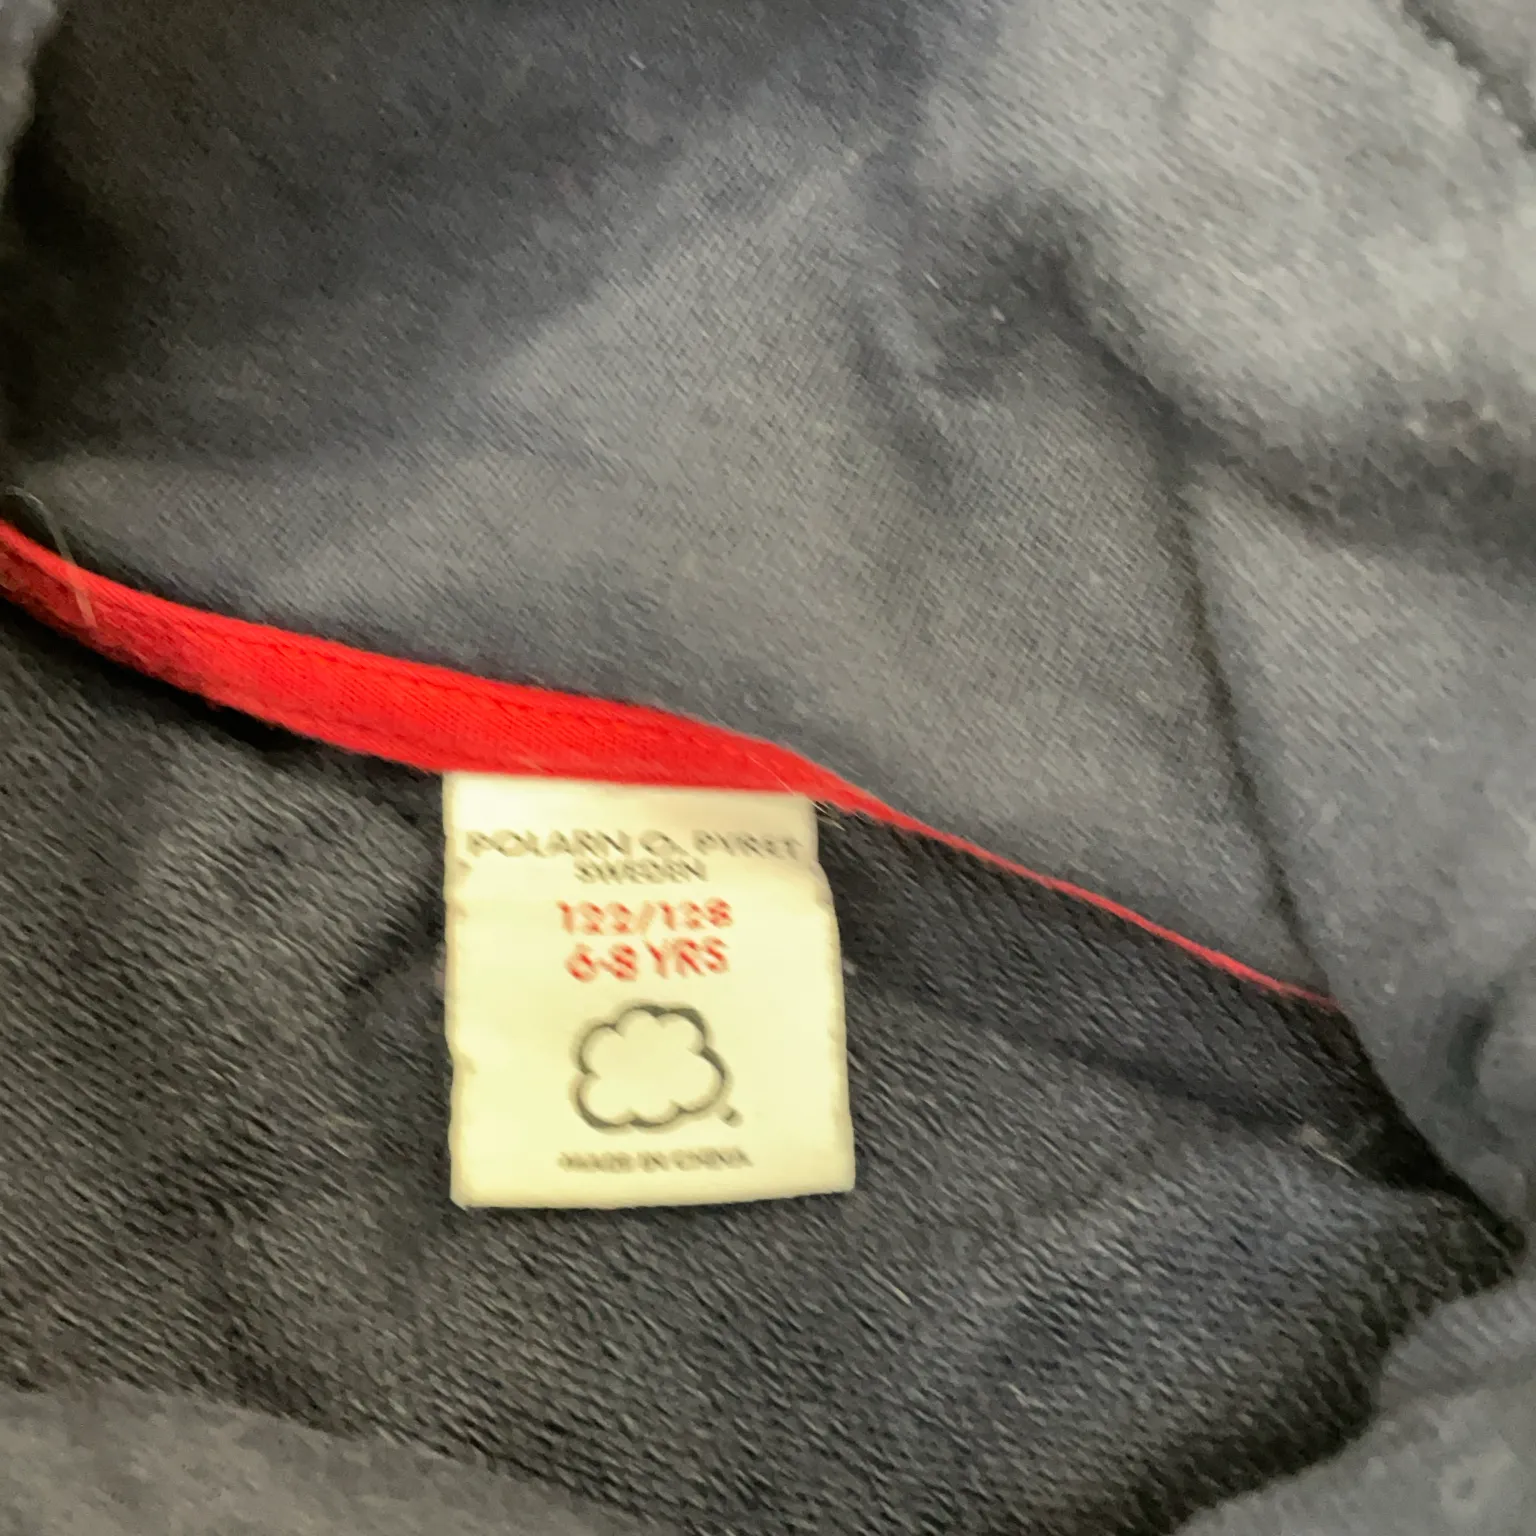 POLARN O. PYRET
SWEDEN
122/128
6-8 YRS
MADE IN CHINA